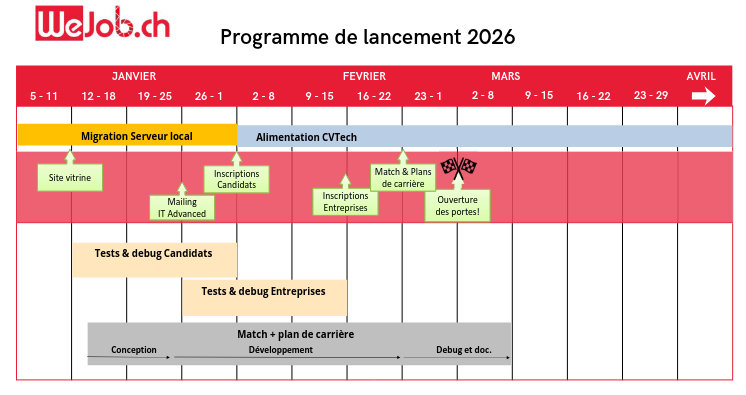 WeJob.ch
Programme de lancement 2026
JANVIER FEVRIER MARS AVRIL
5 - 11 12 - 18 19 - 25 26 - 1 2 - 8 9 - 15 16 - 22 23 - 1 2 - 8 9 - 15 16 - 22 23 - 29
Migration Serveur local
Alimentation CVTech
Site vitrine
Mailing
IT Advanced
Inscriptions
Candidats
Inscriptions
Entreprises
Match & Plans
de carrière
Ouverture
des portes!
Tests & debug Candidats
Tests & debug Entreprises
Match + plan de carrière
Conception Développement Debug et doc.